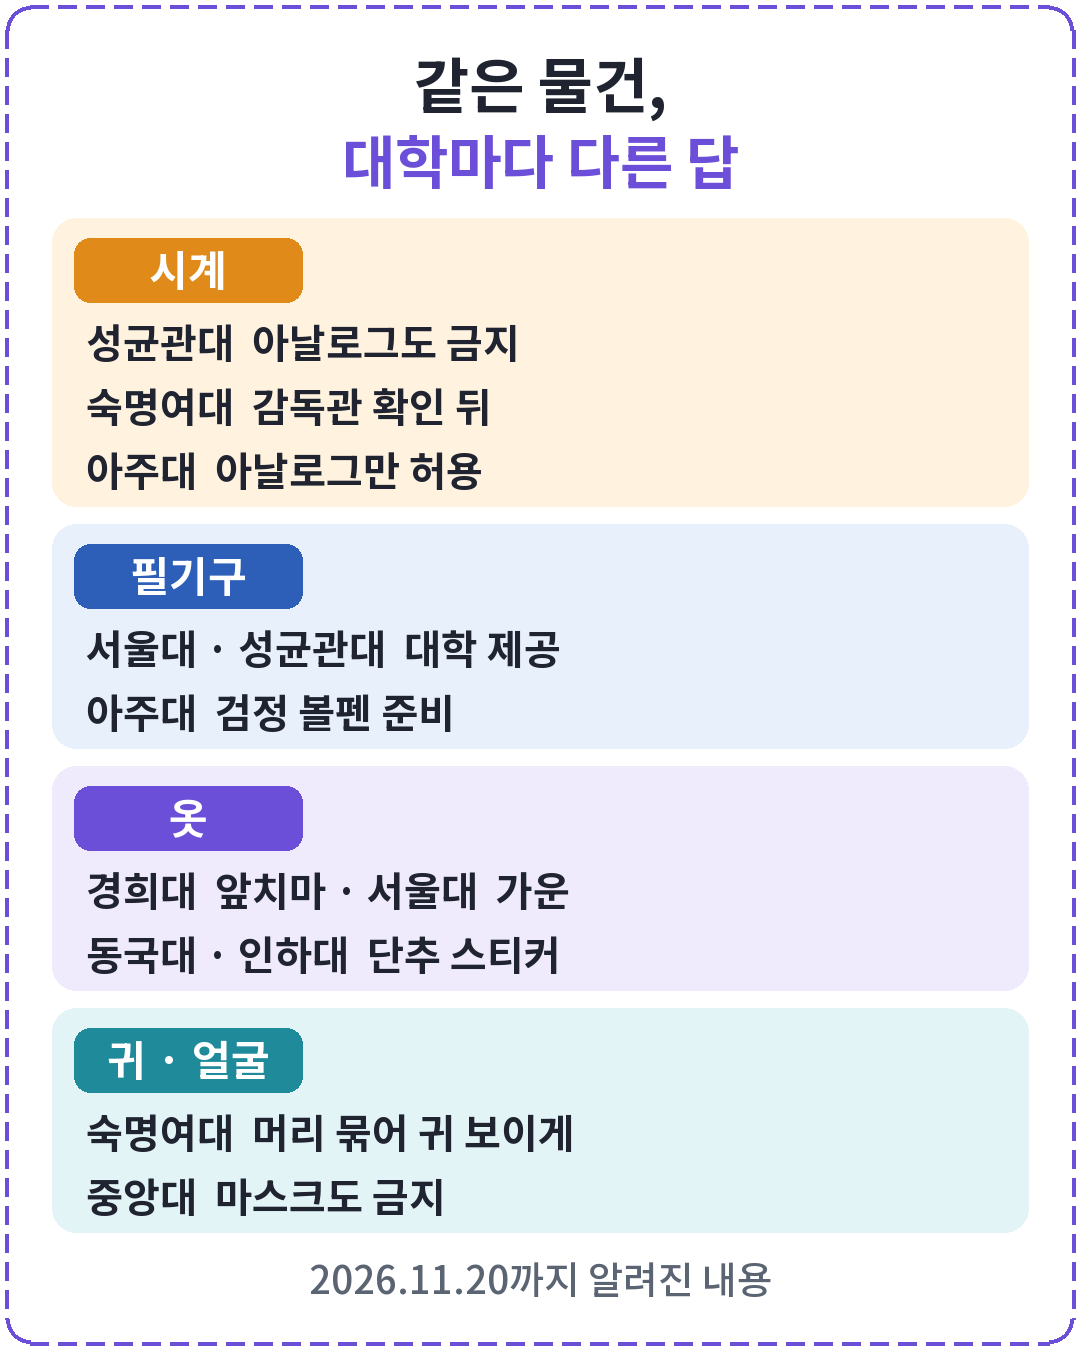 같은 물건,
대학마다 다른 답
시계
성균관대 아날로그도 금지
숙명여대 감독관 확인 뒤
아주대 아날로그만 허용
필기구
서울대 · 성균관대 대학 제공
아주대 검정 볼펜 준비
옷
경희대 앞치마 · 서울대 가운
동국대 · 인하대 단추 스티커
귀 · 얼굴
숙명여대 머리 묶어 귀 보이게
중앙대 마스크도 금지
2026.11.20까지 알려진 내용